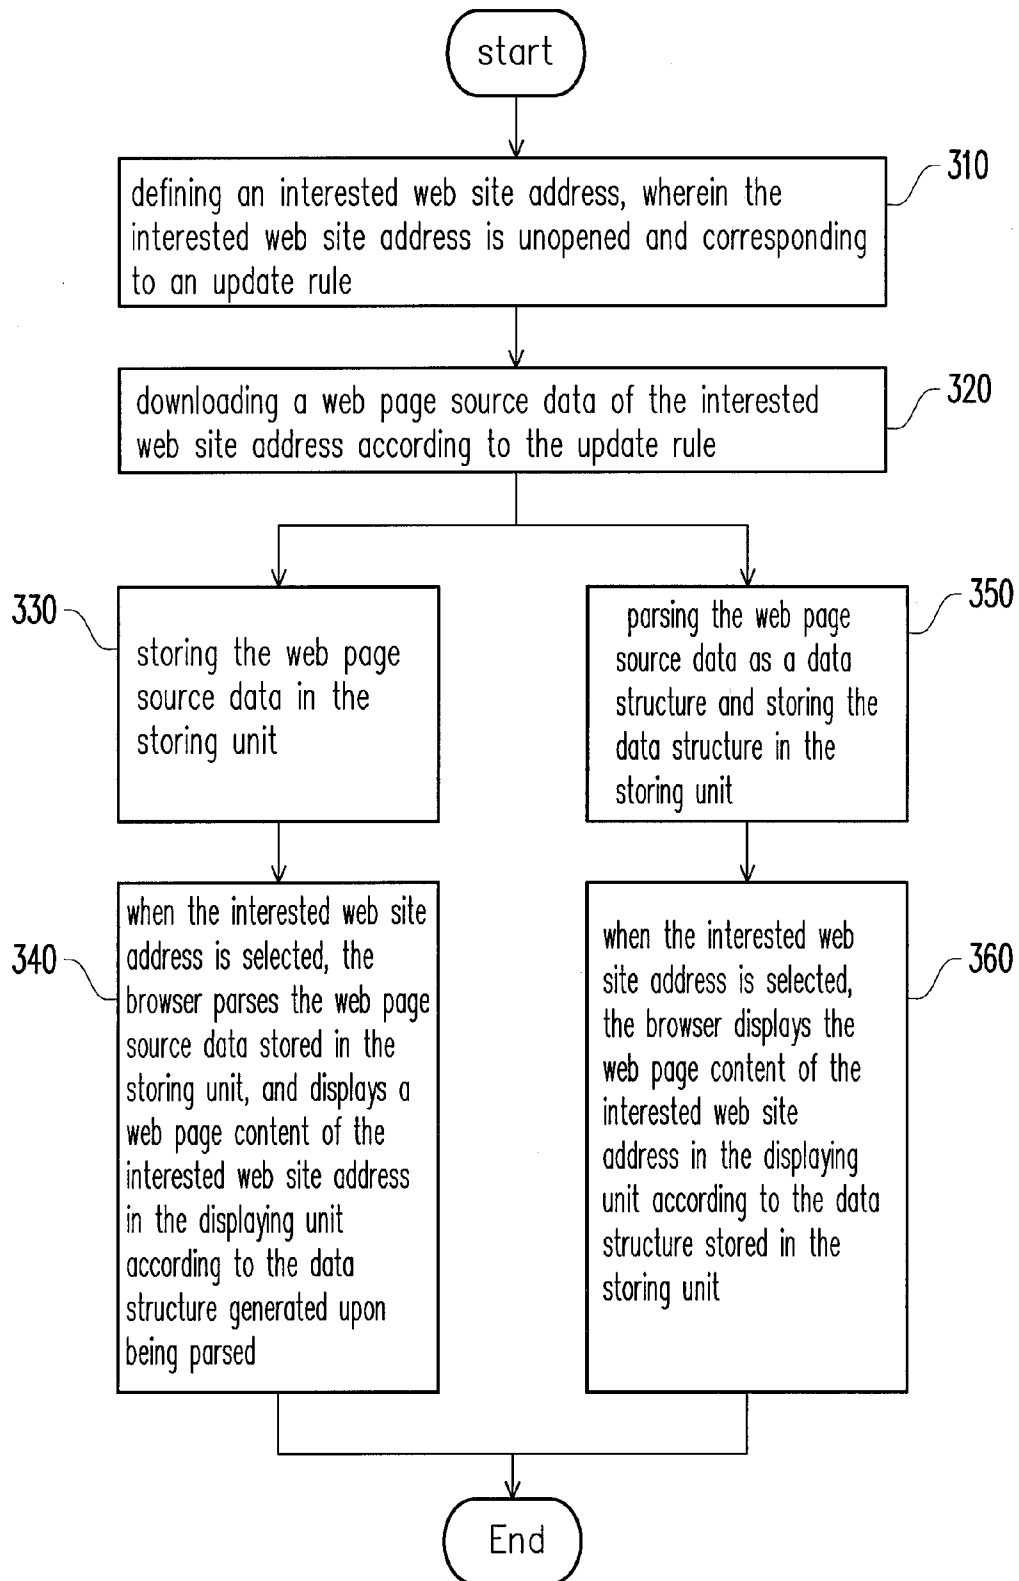 start
310
defining an interested web site address, wherein the
interested web site address is unopened and corresponding
to an update rule
320
downloading a web page source data of the interested
web site address according to the update rule
330
storing the web page
source data in the
storing unit
350
parsing the web page
source data as a data
structure and storing the
data structure in the
storing unit
340
when the interested web site
address is selected, the
browser parses the web page
source data stored in the
storing unit, and displays a
web page content of the
interested web site address
in the displaying unit
according to the data
structure generated upon
being parsed
360
when the interested web
site address is selected,
the browser displays the
web page content of the
interested web site
address in the displaying
unit according to the data
structure stored in the
storing unit
End